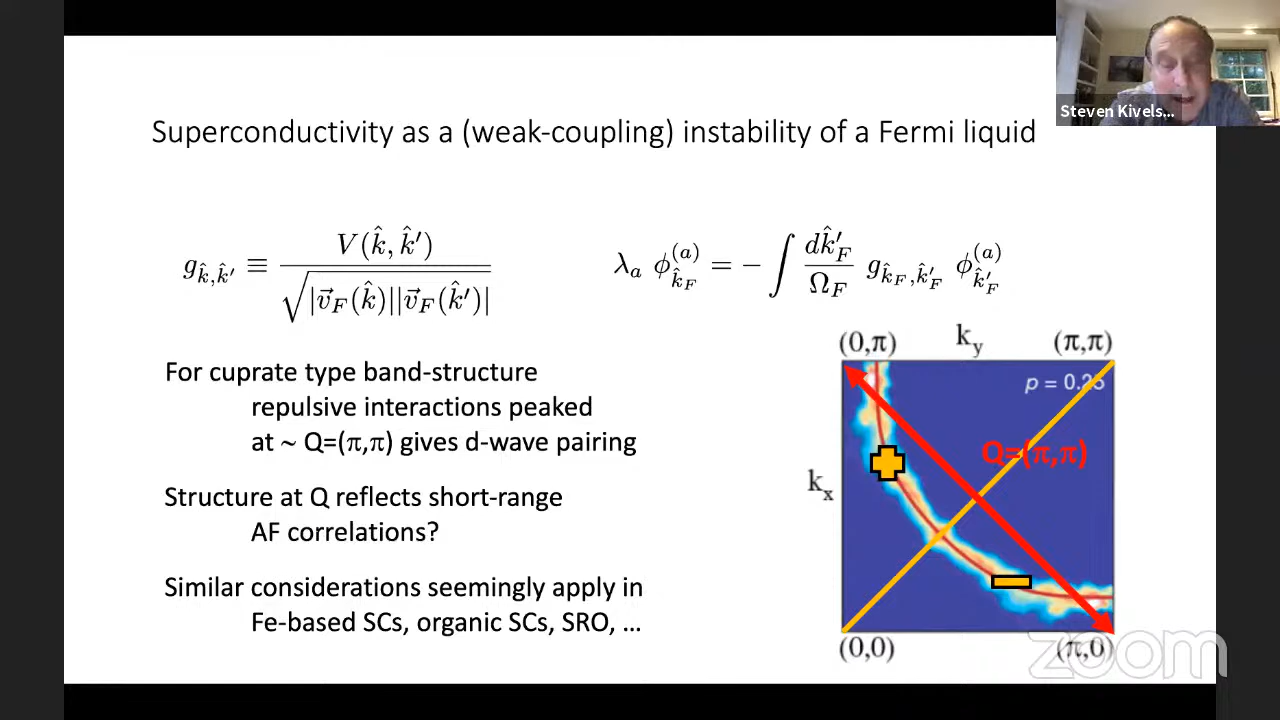 Steven Kivels...
Superconductivity as a (weak-coupling) instability of a Fermi liquid
g_{k̂,k̂′} ≡ V(k̂, k̂′) / √(|v⃗_F(k̂)||v⃗_F(k̂′)|)
λ_a φ^{(a)}_{k̂_F} = − ∫ dk̂′_F / Ω_F g_{k̂_F,k̂′_F} φ^{(a)}_{k̂′_F}
For cuprate type band-structure
repulsive interactions peaked
at ~ Q=(π,π) gives d-wave pairing
Structure at Q reflects short-range
AF correlations?
Similar considerations seemingly apply in
Fe-based SCs, organic SCs, SRO, …
(0,π) k_y (π,π)
p = 0.25
Q=(π,π)
k_x
(0,0) (π,0)
zoom